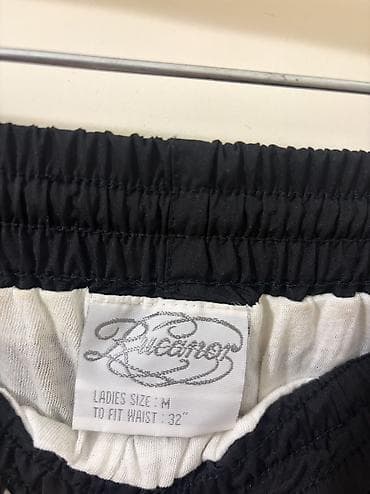 Rucanor
LADIES SIZE : M
TO FIT WAIST : 32"